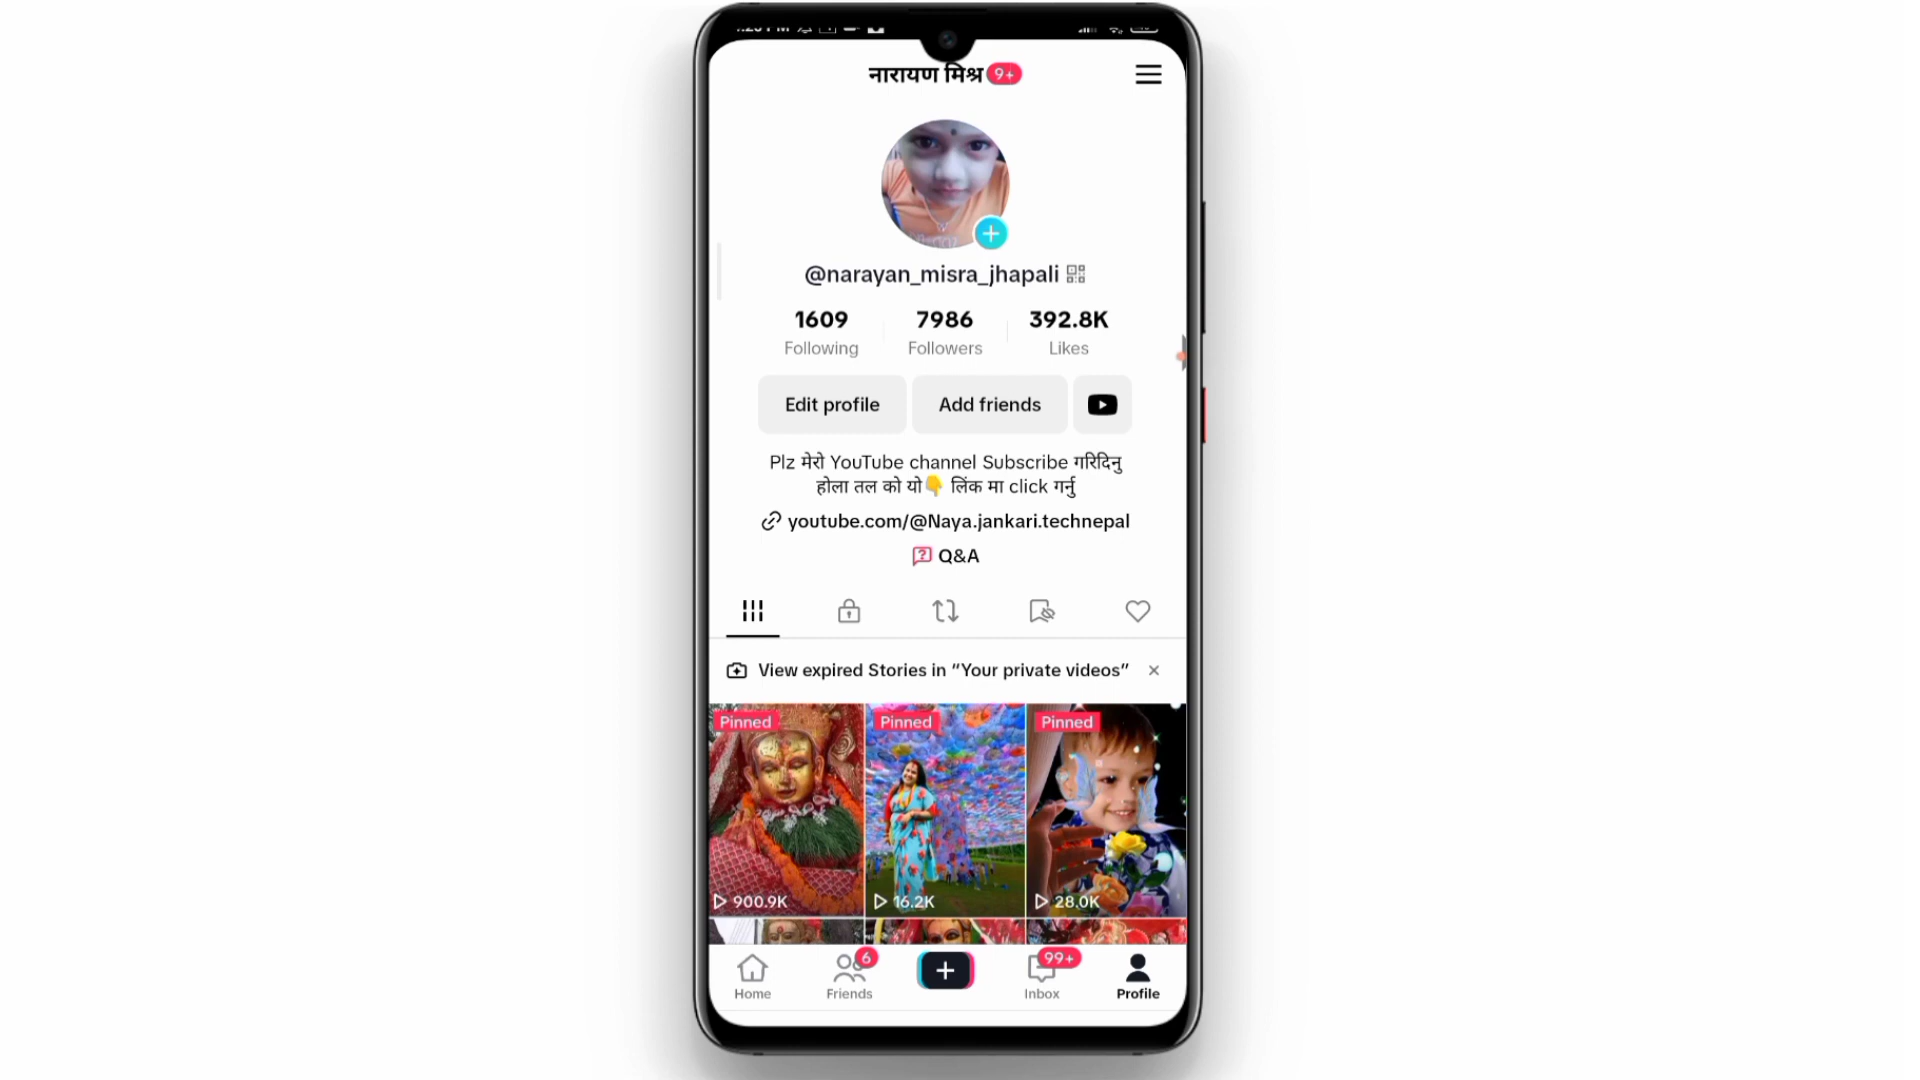 नारायण मिश्र 9+
@narayan_misra_jhapali
1609 7986 392.8K
Following Followers Likes
Edit profile Add friends
Plz मेरो YouTube channel Subscribe गरिदिनु
होला तल को यो👇 लिंक मा click गर्नु
youtube.com/@Naya.jankari.technepal
Q&A
View expired Stories in “Your private videos”
Pinned Pinned Pinned
900.9K 16.2K 28.0K
6 99+
Home Friends Inbox Profile